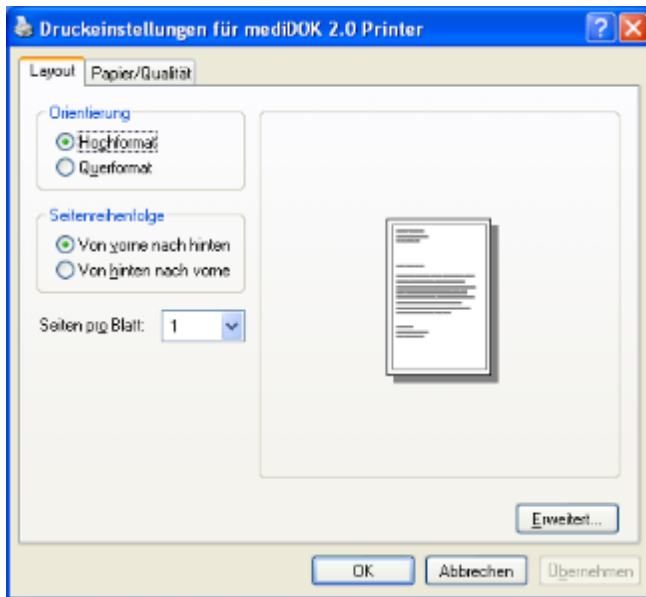 Druckeinstellungen für mediDOK 2.0 Printer
Layout
Papier/Qualität
Orientierung
Hochformat
Querformat
Seitenreihenfolge
Von vorne nach hinten
Von hinten nach vorne
Seiten pro Blatt: 1
Erweitert...
OK
Abbrechen
Übernehmen